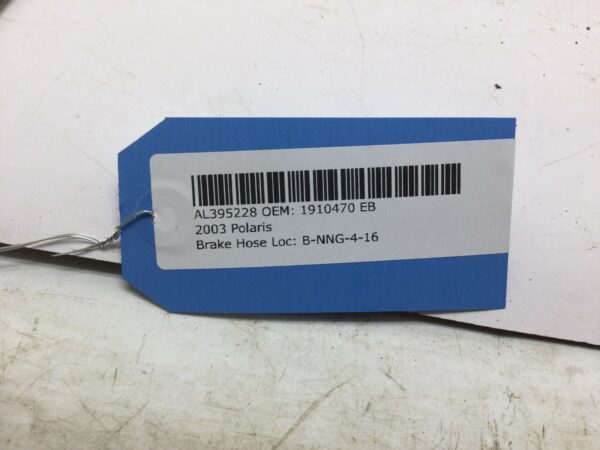 AL395228 OEM: 1910470 EB
2003 Polaris
Brake Hose Loc: B-NNG-4-16